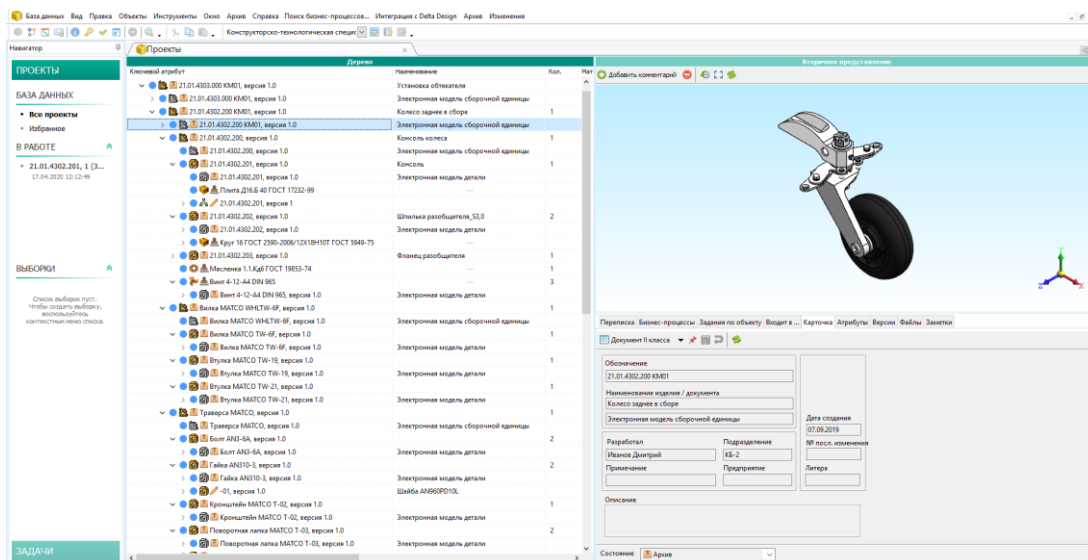 База данных Вид Правка Объекты Инструменты Окно Архив Справка Поиск бизнес-процессов... Интеграция с Delta Design Архив Изменения
Конструкторско-технологическая специс
Навигатор
Проекты
ПРОЕКТЫ
БАЗА ДАННЫХ
Все проекты
Избранное
В РАБОТЕ
21.01.4302.201, 1 (З...
17.04.2020 12:12:49
ВЫБОРКИ
Список выборок пуст.
Чтобы создать выборку,
воспользуйтесь
контекстным меню списка.
ЗАДАЧИ
Дерево
Ключевой атрибут Наименование Кол. Мат
21.01.4303.000 КМ01, версия 1.0 Установка обтекателя
21.01.4303.000 КМ01, версия 1.0 Электронная модель сборочной единицы
21.01.4302.200 КМ01, версия 1.0 Колесо заднее в сборе 1
21.01.4302.200 КМ01, версия 1.0 Электронная модель сборочной единицы
21.01.4302.200, версия 1.0 Консоль колеса 1
21.01.4302.200, версия 1.0 Электронная модель сборочной единицы
21.01.4302.201, версия 1.0 Консоль 1
21.01.4302.201, версия 1.0 Электронная модель детали
Плита Д16.Б 40 ГОСТ 17232-99 ---
21.01.4302.201, версия 1
21.01.4302.202, версия 1.0 Шпилька разобщителя_S3,0 2
21.01.4302.202, версия 1.0 Электронная модель детали
Круг 16 ГОСТ 2590-2006/12Х18Н10Т ГОСТ 5949-75 ---
21.01.4302.203, версия 1.0 Фланец разобщителя 1
Масленка 1.1.Кд6 ГОСТ 19853-74 --- 1
Винт 4-12-А4 DIN 965 --- 3
Винт 4-12-А4 DIN 965, версия 1.0 Электронная модель детали
Вилка MATCO WHLTW-6F, версия 1.0 1
Вилка MATCO WHLTW-6F, версия 1.0 Электронная модель сборочной единицы
Вилка MATCO TW-6F, версия 1.0 1
Вилка MATCO TW-6F, версия 1.0 Электронная модель детали
Втулка MATCO TW-19, версия 1.0 1
Втулка MATCO TW-19, версия 1.0 Электронная модель детали
Втулка MATCO TW-21, версия 1.0 1
Втулка MATCO TW-21, версия 1.0 Электронная модель детали
Траверса MATCO, версия 1.0 1
Траверса MATCO, версия 1.0 Электронная модель сборочной единицы
Болт AN3-6A, версия 1.0 2
Болт AN3-6A, версия 1.0 Электронная модель детали
Гайка AN310-3, версия 1.0 2
Гайка AN310-3, версия 1.0 Электронная модель детали
-01, версия 1.0 Шайба AN960PD10L
Кронштейн MATCO T-02, версия 1.0 1
Кронштейн MATCO T-02, версия 1.0 Электронная модель детали
Поворотная лапка MATCO T-03, версия 1.0 2
Поворотная лапка MATCO T-03, версия 1.0 Электронная модель детали
Вторичное представление
Добавить комментарий
Y
Z X
Переписка Бизнес-процессы Задания по объекту Входит в ... Карточка Атрибуты Версии Файлы Заметки
Документ II класса
Обозначение
21.01.4302.200 КМ01
Наименование изделия / документа
Колесо заднее в сборе
Электронная модель сборочной единицы
Дата создания
07.09.2019
Разработал Подразделение № посл. изменения
Иванов Дмитрий КБ-2
Примечание Предприятие Литера
Описание
Состояние Архив